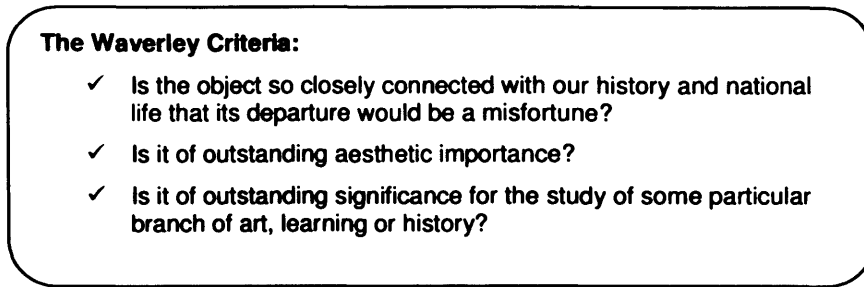 The Waverley Criteria:
✓ Is the object so closely connected with our history and national
life that its departure would be a misfortune?
✓ Is it of outstanding aesthetic importance?
✓ Is it of outstanding significance for the study of some particular
branch of art, learning or history?